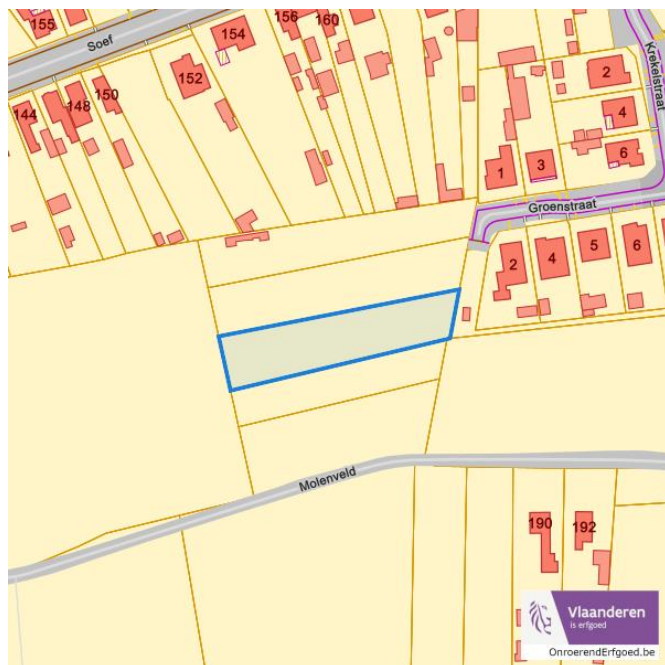 155
Soef
154
156
160
152
150
148
144
Krekelstraat
2
4
6
1
3
Groenstraat
2
4
5
6
Molenveld
190
192
Vlaanderen
is erfgoed
OnroerendErfgoed.be